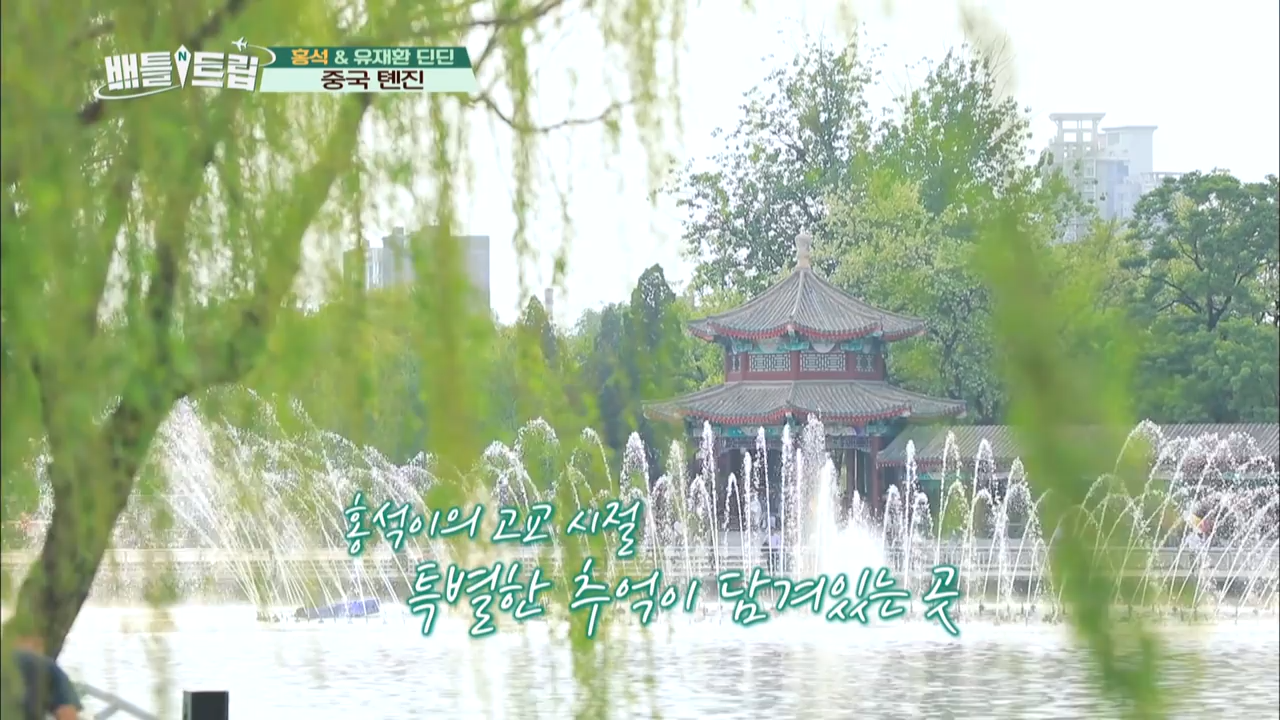 배틀N트립
홍석 & 유재환 딘딘
중국 톈진
홍석이의 고교 시절
특별한 추억이 담겨있는 곳